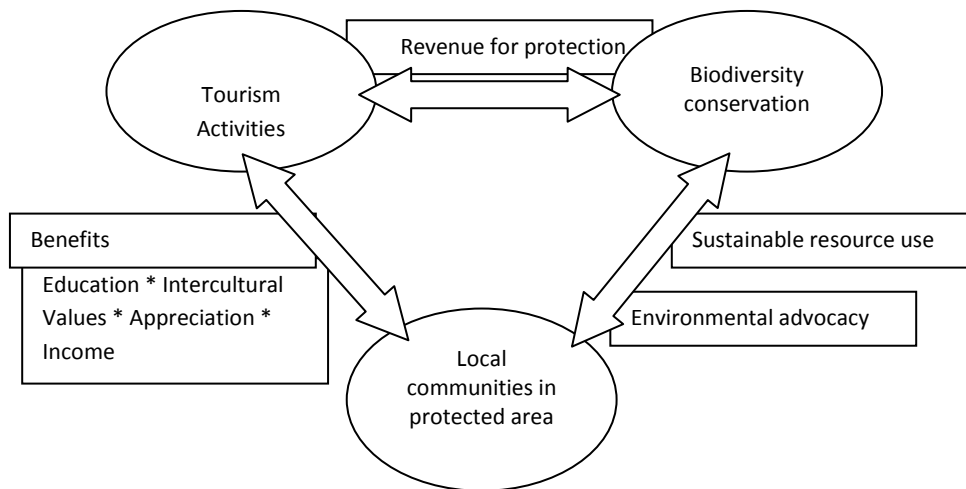 Revenue for protection
Tourism
Activities
Biodiversity
conservation
Benefits
Education * Intercultural
Values * Appreciation *
Income
Sustainable resource use
Environmental advocacy
Local
communities in
protected area